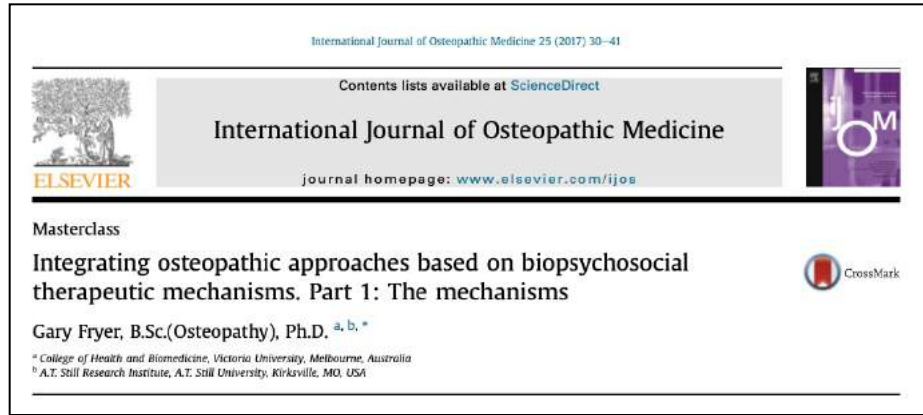 International Journal of Osteopathic Medicine 25 (2017) 30–41
Contents lists available at ScienceDirect
International Journal of Osteopathic Medicine
journal homepage: www.elsevier.com/ijos
ELSEVIER
IJOM
Masterclass
Integrating osteopathic approaches based on biopsychosocial
therapeutic mechanisms. Part 1: The mechanisms
CrossMark
Gary Fryer, B.Sc.(Osteopathy), Ph.D. a, b, *
a College of Health and Biomedicine, Victoria University, Melbourne, Australia
b A.T. Still Research Institute, A.T. Still University, Kirksville, MO, USA